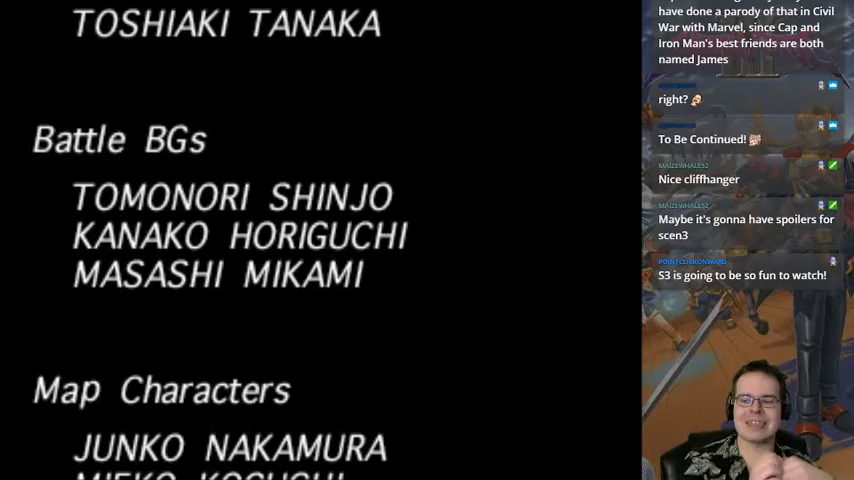 TOSHIAKI TANAKA
Battle BGs
TOMONORI SHINJO
KANAKO HORIGUCHI
MASASHI MIKAMI
Map Characters
JUNKO NAKAMURA
MIEKO KOGUCHI
have done a parody of that in Civil
War with Marvel, since Cap and
Iron Man's best friends are both
named James
right?
To Be Continued!
MAIZEWHALE52
Nice cliffhanger
MAIZEWHALE52
Maybe it's gonna have spoilers for
scen3
S3 is going to be so fun to watch!